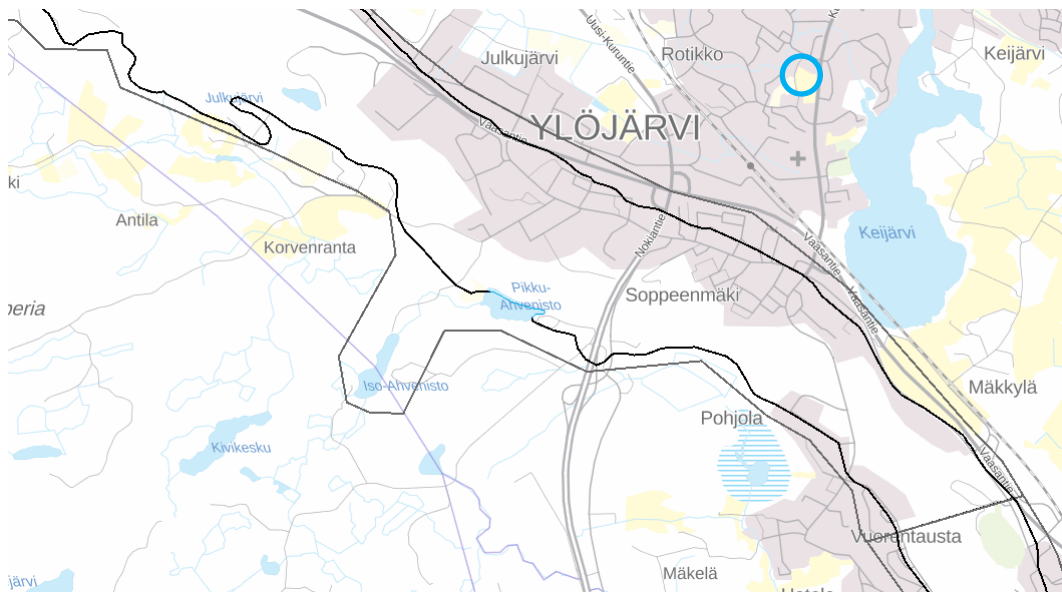 Uusi-Kuruntie
Julkujärvi
Rotikko
Keijärvi
Julkujärvi
Vaasantie
YLÖJÄRVI
ki
Antila
Korvenranta
Nokiantie
Vaasantie
Keijärvi
Pikku-
Ahvenisto
Soppeenmäki
Vaasantie
peria
Iso-Ahvenisto
Mäkkylä
Pohjola
Kivikesku
Vaasantie
Vuorentausta
Mäkelä
järvi